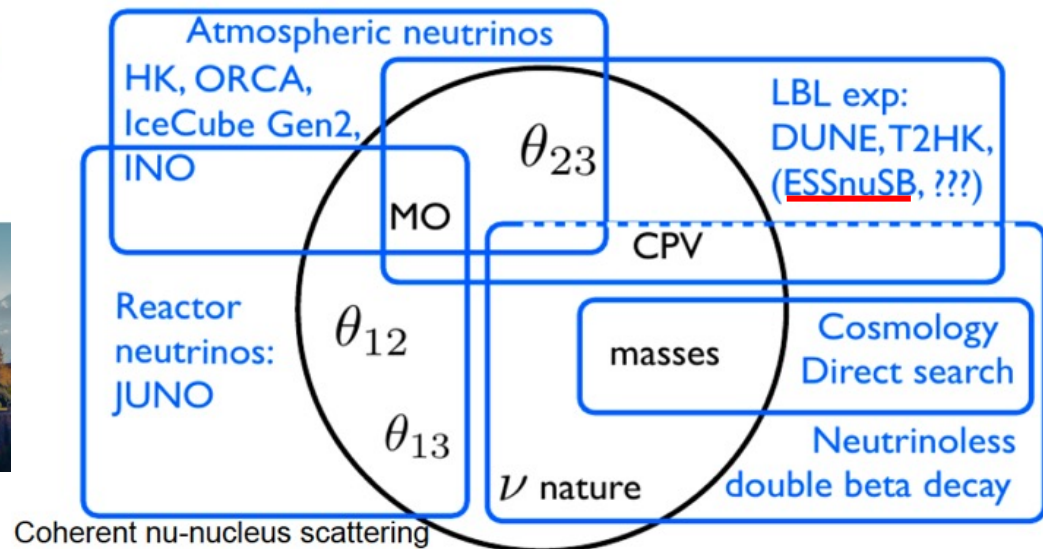 Atmospheric neutrinos
HK, ORCA,
IceCube Gen2,
INO
θ₂₃
LBL exp:
DUNE, T2HK,
(ESSnuSB, ???)
MO
CPV
Reactor
neutrinos:
JUNO
θ₁₂
θ₁₃
masses
Cosmology
Direct search
ν nature
Neutrinoless
double beta decay
Coherent nu-nucleus scattering